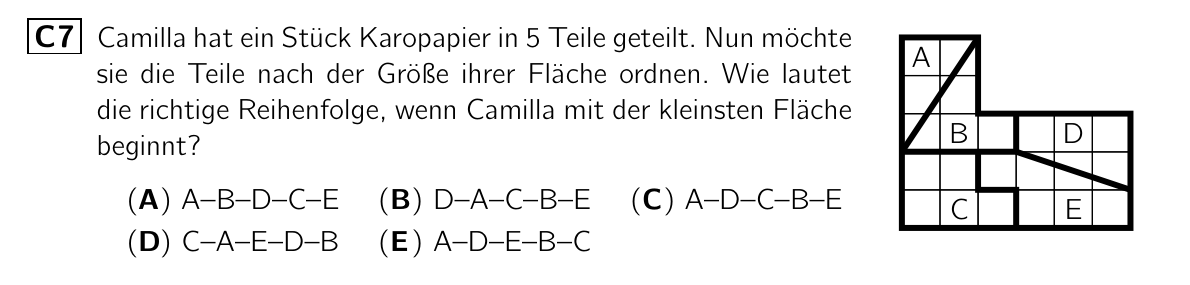 C7 Camilla hat ein Stück Karopapier in 5 Teile geteilt. Nun möchte
sie die Teile nach der Größe ihrer Fläche ordnen. Wie lautet
die richtige Reihenfolge, wenn Camilla mit der kleinsten Fläche
beginnt?
(A) A–B–D–C–E (B) D–A–C–B–E (C) A–D–C–B–E
(D) C–A–E–D–B (E) A–D–E–B–C
A
B D
C E